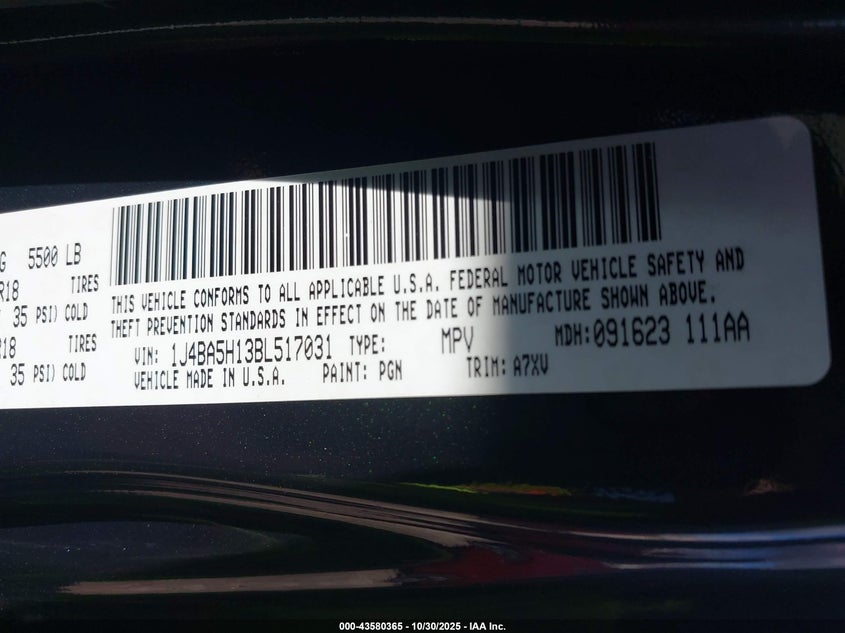 G 5500 LB
R18 TIRES
35 PSI) COLD
R18 TIRES
35 PSI) COLD
THIS VEHICLE CONFORMS TO ALL APPLICABLE U.S.A. FEDERAL MOTOR VEHICLE SAFETY AND
THEFT PREVENTION STANDARDS IN EFFECT ON THE DATE OF MANUFACTURE SHOWN ABOVE.
VIN: 1J4BA5H13BL517031 TYPE: MPV MDH: 091623 111AA
VEHICLE MADE IN U.S.A. PAINT: PGN TRIM: A7XV
000-43580365 - 10/30/2025 - IAA Inc.